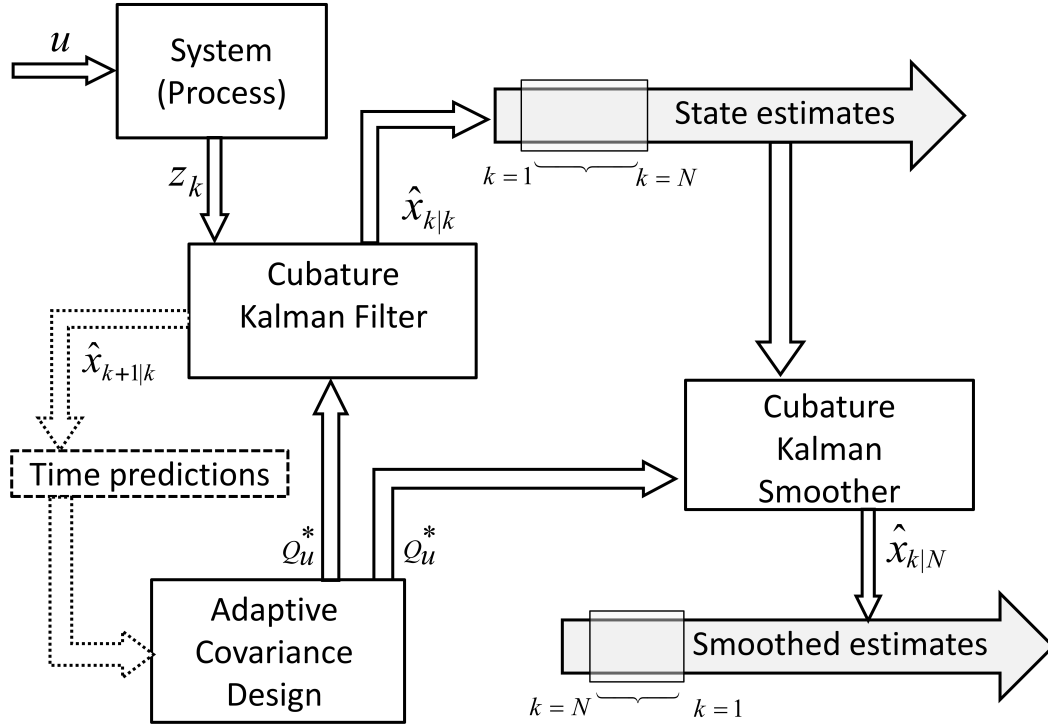 u
System
(Process)
z_k
State estimates
k = 1
k = N
x̂_{k|k}
Cubature
Kalman Filter
x̂_{k+1|k}
Time predictions
Cubature
Kalman
Smoother
Q_u^*
Q_u^*
x̂_{k|N}
Adaptive
Covariance
Design
Smoothed estimates
k = N
k = 1